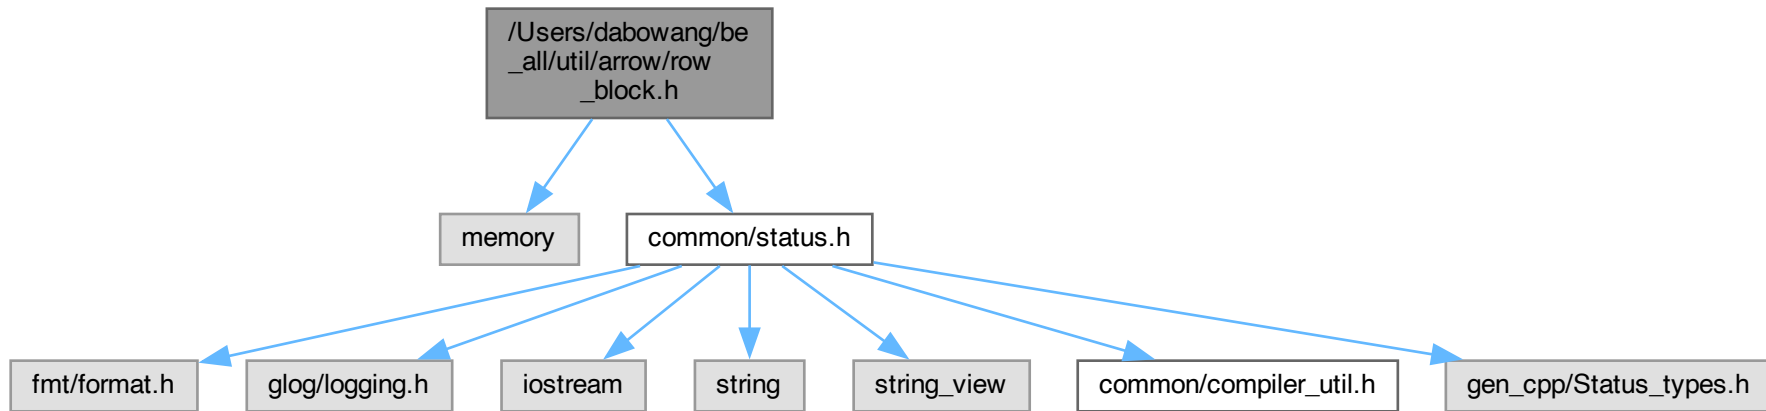 /Users/dabowang/be
_all/util/arrow/row
_block.h
memory
common/status.h
fmt/format.h
glog/logging.h
iostream
string
string_view
common/compiler_util.h
gen_cpp/Status_types.h